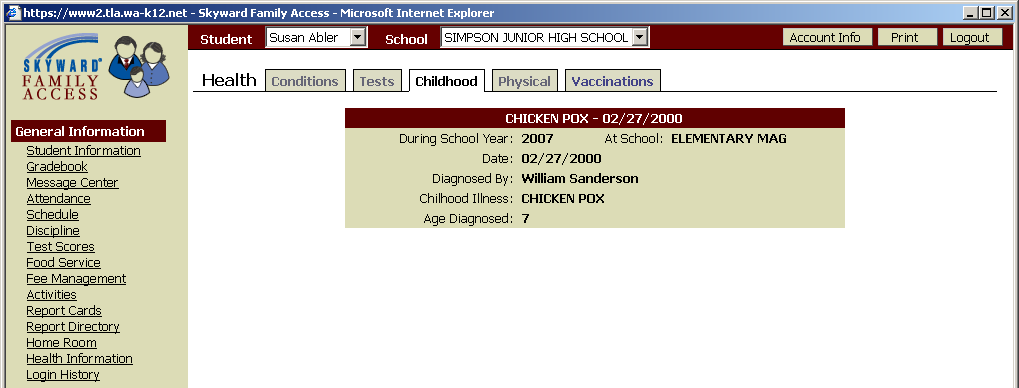 https://www2.tla.wa-k12.net - Skyward Family Access - Microsoft Internet Explorer
Student Susan Abler School SIMPSON JUNIOR HIGH SCHOOL Account Info Print Logout
SKYWARD®
FAMILY
ACCESS
Health Conditions Tests Childhood Physical Vaccinations
General Information
Student Information
Gradebook
Message Center
Attendance
Schedule
Discipline
Test Scores
Food Service
Fee Management
Activities
Report Cards
Report Directory
Home Room
Health Information
Login History
CHICKEN POX - 02/27/2000
During School Year: 2007 At School: ELEMENTARY MAG
Date: 02/27/2000
Diagnosed By: William Sanderson
Chilhood Illness: CHICKEN POX
Age Diagnosed: 7